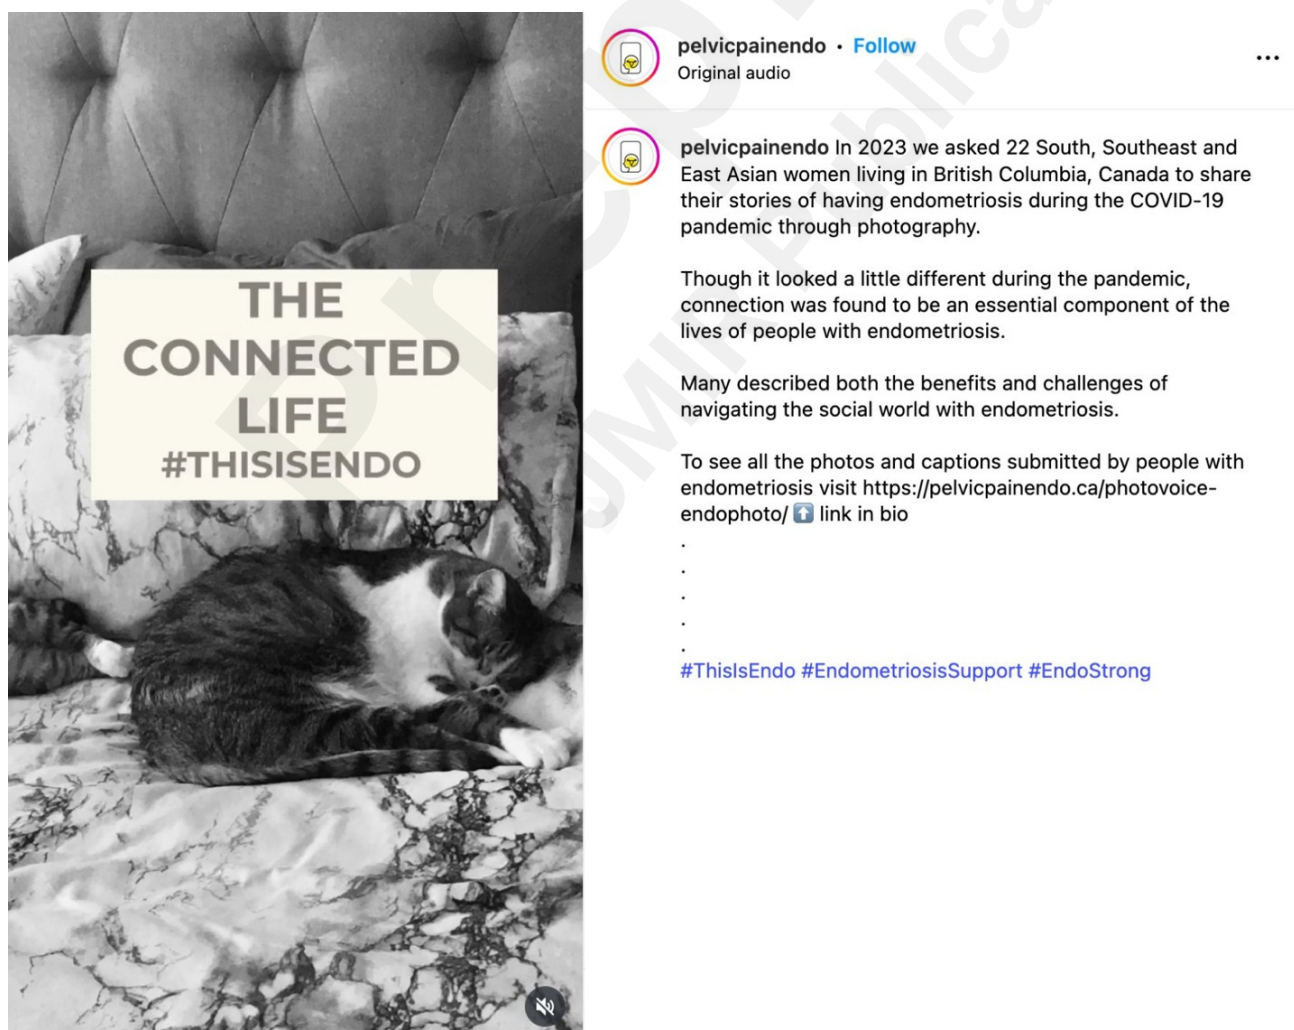 THE
CONNECTED
LIFE
#THISISENDO
pelvicpainendo • Follow
Original audio
pelvicpainendo In 2023 we asked 22 South, Southeast and
East Asian women living in British Columbia, Canada to share
their stories of having endometriosis during the COVID-19
pandemic through photography.
Though it looked a little different during the pandemic,
connection was found to be an essential component of the
lives of people with endometriosis.
Many described both the benefits and challenges of
navigating the social world with endometriosis.
To see all the photos and captions submitted by people with
endometriosis visit https://pelvicpainendo.ca/photovoice-
endophoto/ ⬆️ link in bio
.
.
.
.
.
#ThisIsEndo #EndometriosisSupport #EndoStrong